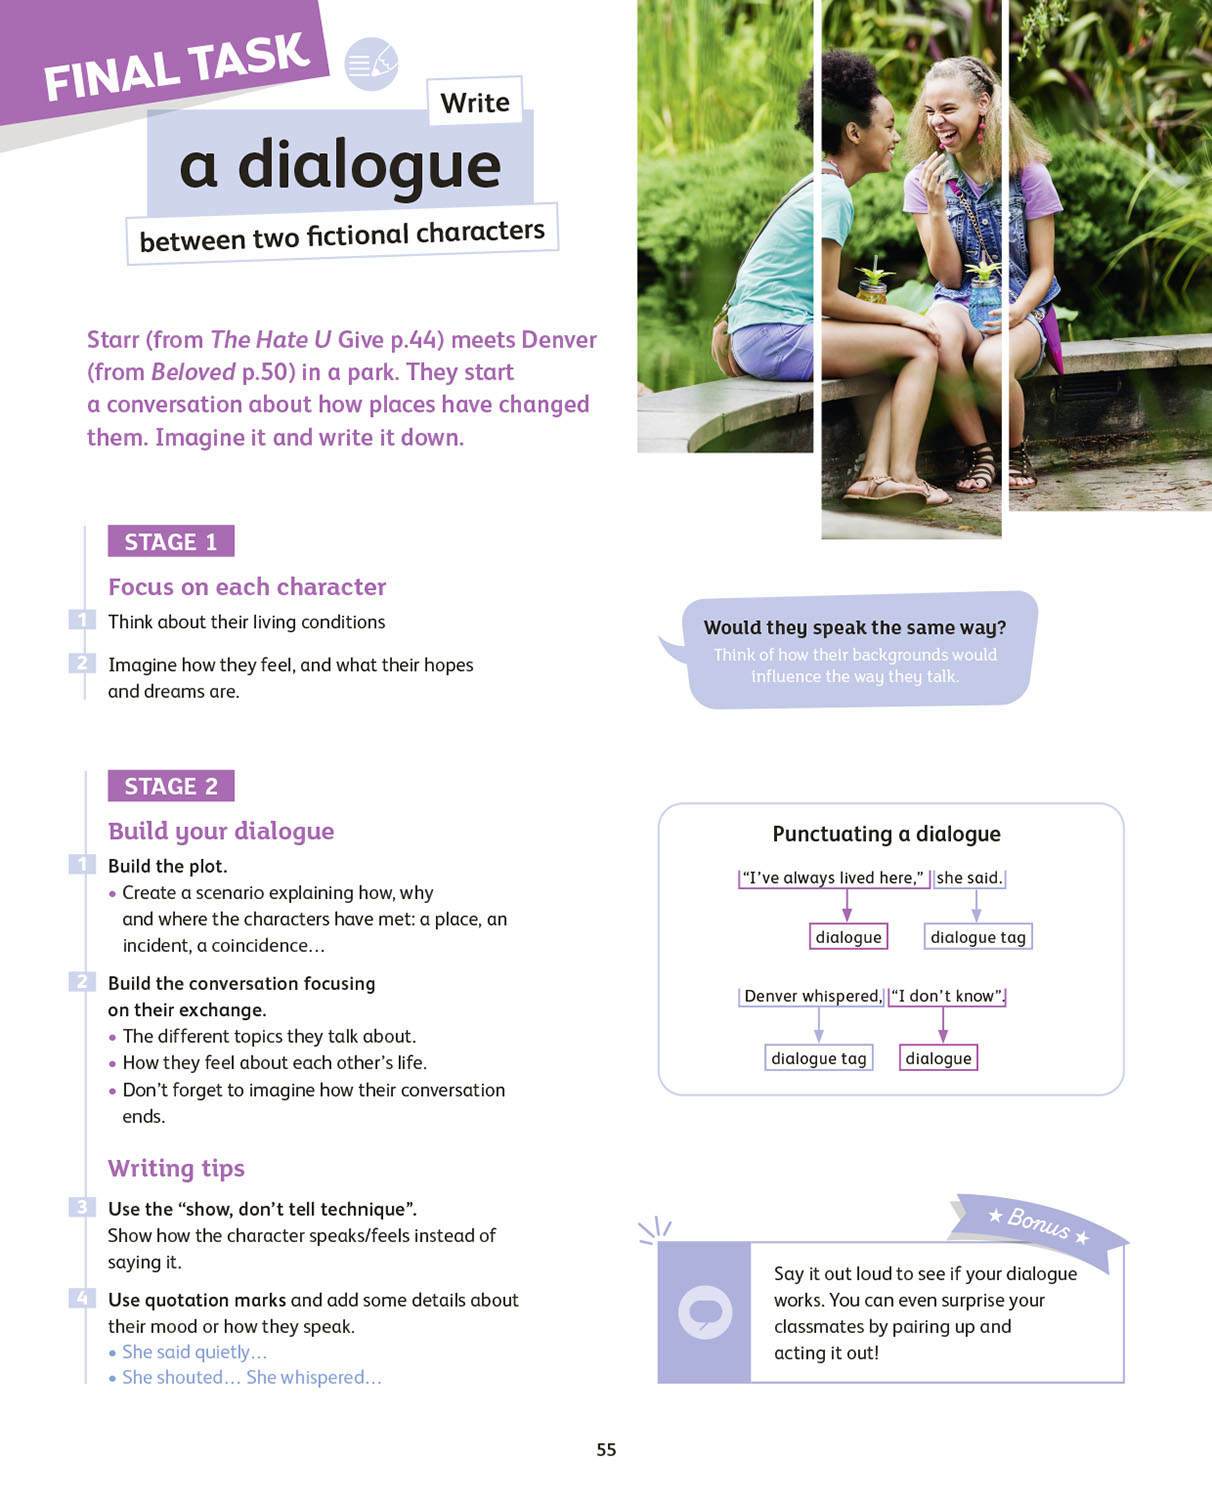 FINAL TASK
Write
a dialogue
between two fictional characters
Starr (from The Hate U Give p.44) meets Denver
(from Beloved p.50) in a park. They start
a conversation about how places have changed
them. Imagine it and write it down.
STAGE 1
Focus on each character
1 Think about their living conditions
2 Imagine how they feel, and what their hopes
and dreams are.
Would they speak the same way?
Think of how their backgrounds would
influence the way they talk.
STAGE 2
Build your dialogue
1 Build the plot.
• Create a scenario explaining how, why
and where the characters have met: a place, an
incident, a coincidence…
2 Build the conversation focusing
on their exchange.
• The different topics they talk about.
• How they feel about each other's life.
• Don't forget to imagine how their conversation
ends.
Writing tips
3 Use the “show, don't tell technique”.
Show how the character speaks/feels instead of
saying it.
4 Use quotation marks and add some details about
their mood or how they speak.
• She said quietly…
• She shouted… She whispered…
Punctuating a dialogue
“I've always lived here,” she said.
dialogue dialogue tag
Denver whispered, “I don't know”.
dialogue tag dialogue
★ Bonus ★
Say it out loud to see if your dialogue
works. You can even surprise your
classmates by pairing up and
acting it out!
55